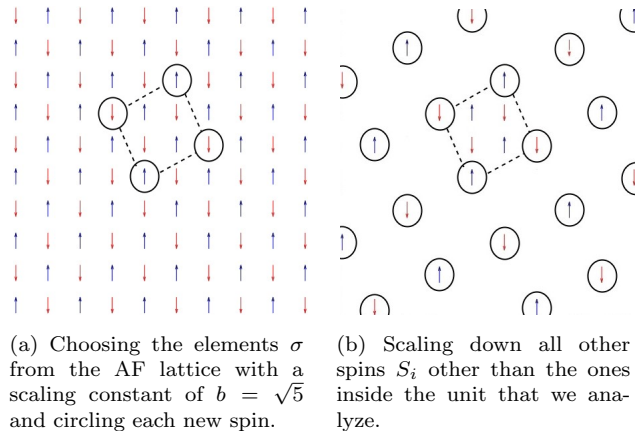 (a) Choosing the elements σ
from the AF lattice with a
scaling constant of b = √5
and circling each new spin.
(b) Scaling down all other
spins Sᵢ other than the ones
inside the unit that we ana-
lyze.